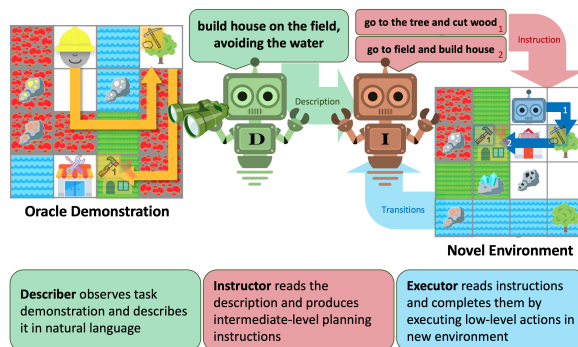 build house on the field,
avoiding the water
go to the tree and cut wood 1
go to field and build house 2
Instruction
Description
D
I
1
2
1
1
Transitions
Oracle Demonstration
Novel Environment
Describer observes task
demonstration and describes
it in natural language
Instructor reads the
description and produces
intermediate-level planning
instructions
Executor reads instructions
and completes them by
executing low-level actions in
new environment